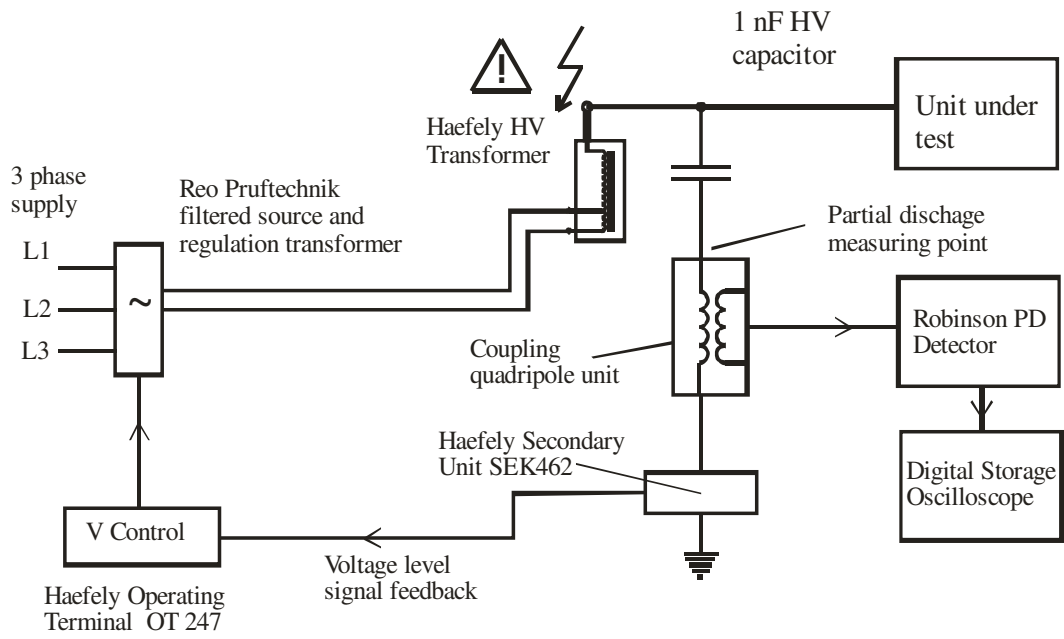 1 nF HV
capacitor
Haefely HV
Transformer
Unit under
test
3 phase
supply
Reo Pruftechnik
filtered source and
regulation transformer
L1
L2
L3
~
Partial dischage
measuring point
Coupling
quadripole unit
Robinson PD
Detector
Haefely Secondary
Unit SEK462
Digital Storage
Oscilloscope
V Control
Voltage level
signal feedback
Haefely Operating
Terminal OT 247